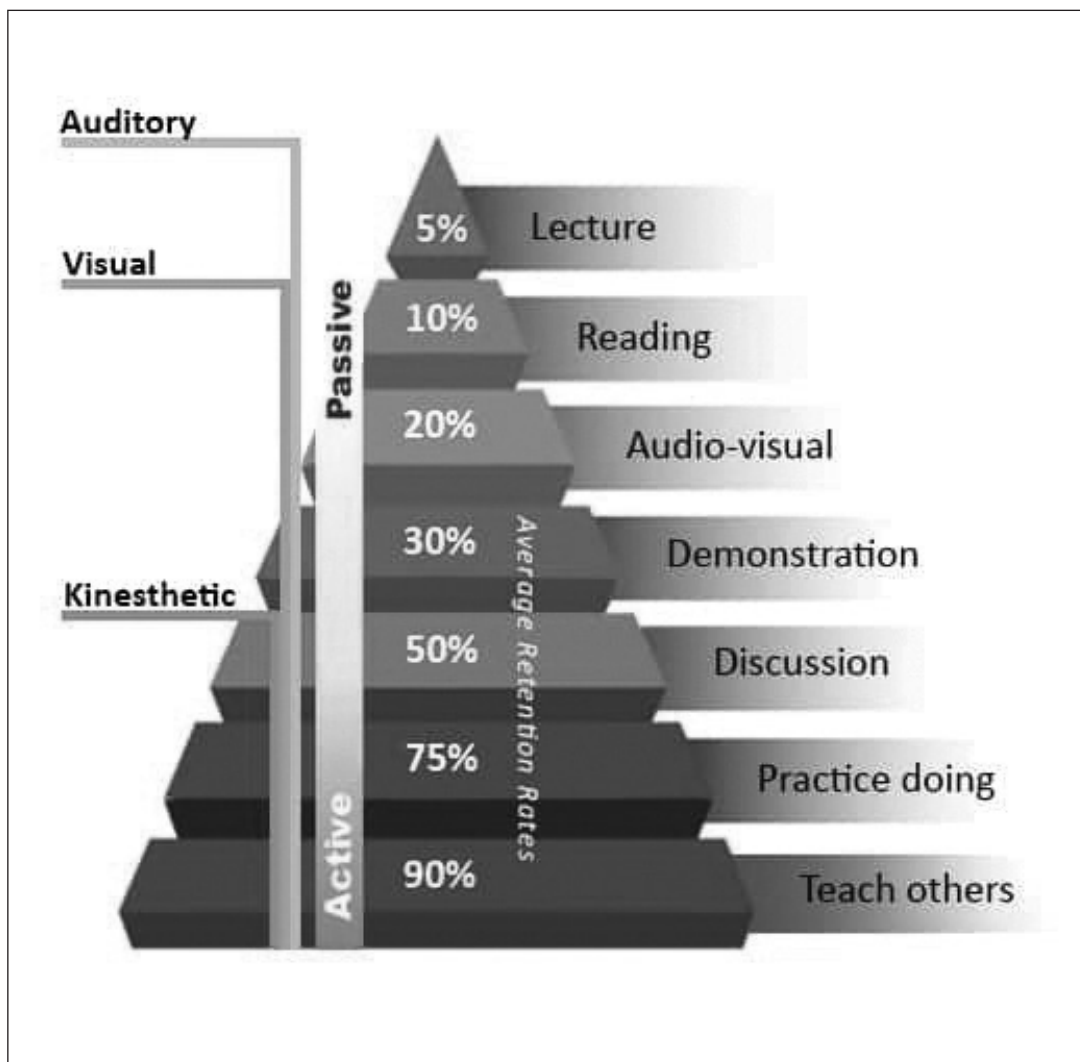 Auditory
5% Lecture
Visual
Passive
10% Reading
20% Audio-visual
30% Demonstration
Average Retention Rates
Kinesthetic
50% Discussion
75% Practice doing
Active
90% Teach others